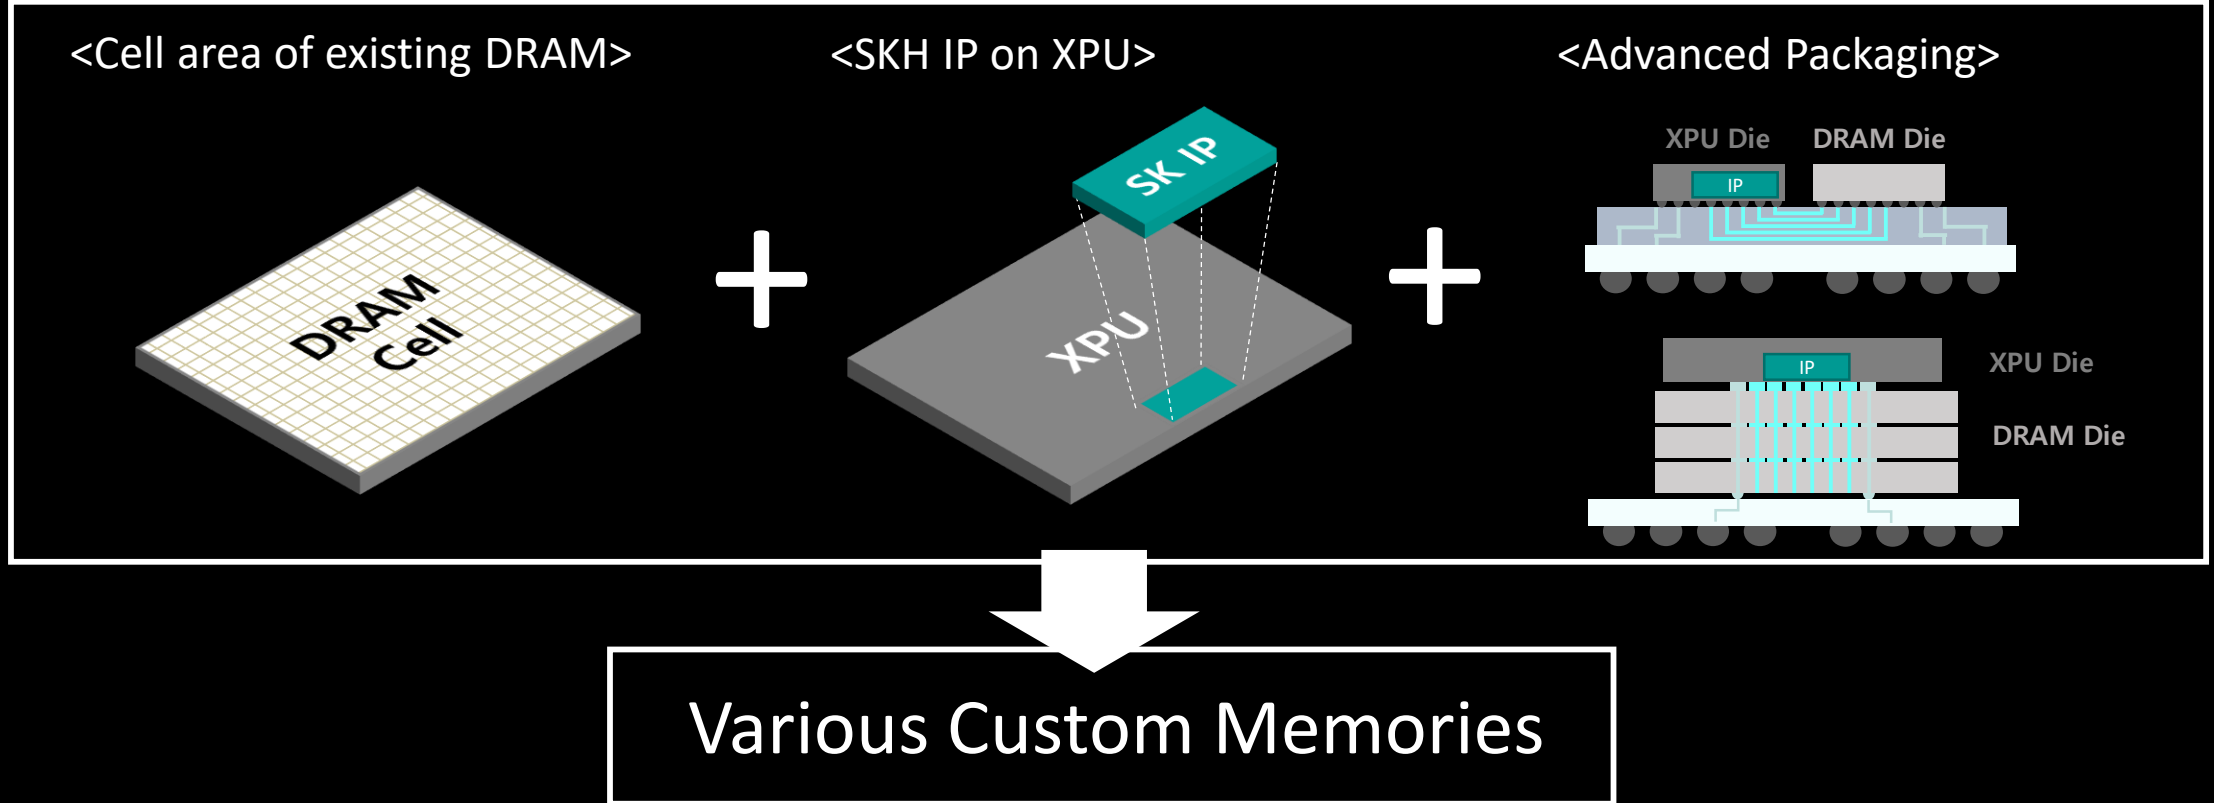 <Cell area of existing DRAM>
<SKH IP on XPU>
<Advanced Packaging>
DRAM
Cell
SK IP
XPU
XPU Die
DRAM Die
IP
IP
XPU Die
DRAM Die
Various Custom Memories